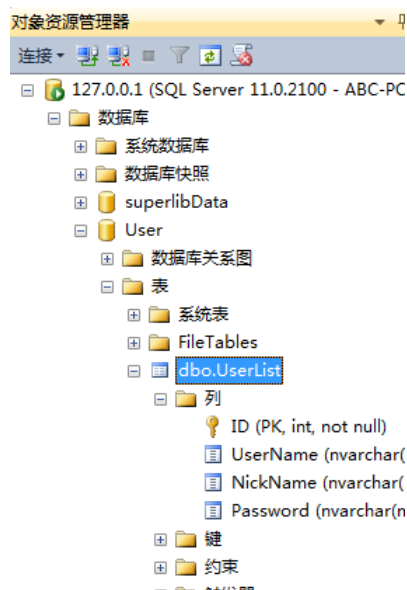 对象资源管理器
连接
127.0.0.1 (SQL Server 11.0.2100 - ABC-PC
数据库
系统数据库
数据库快照
superlibData
User
数据库关系图
表
系统表
FileTables
dbo.UserList
列
ID (PK, int, not null)
UserName (nvarchar(
NickName (nvarchar(
Password (nvarchar(m
键
约束